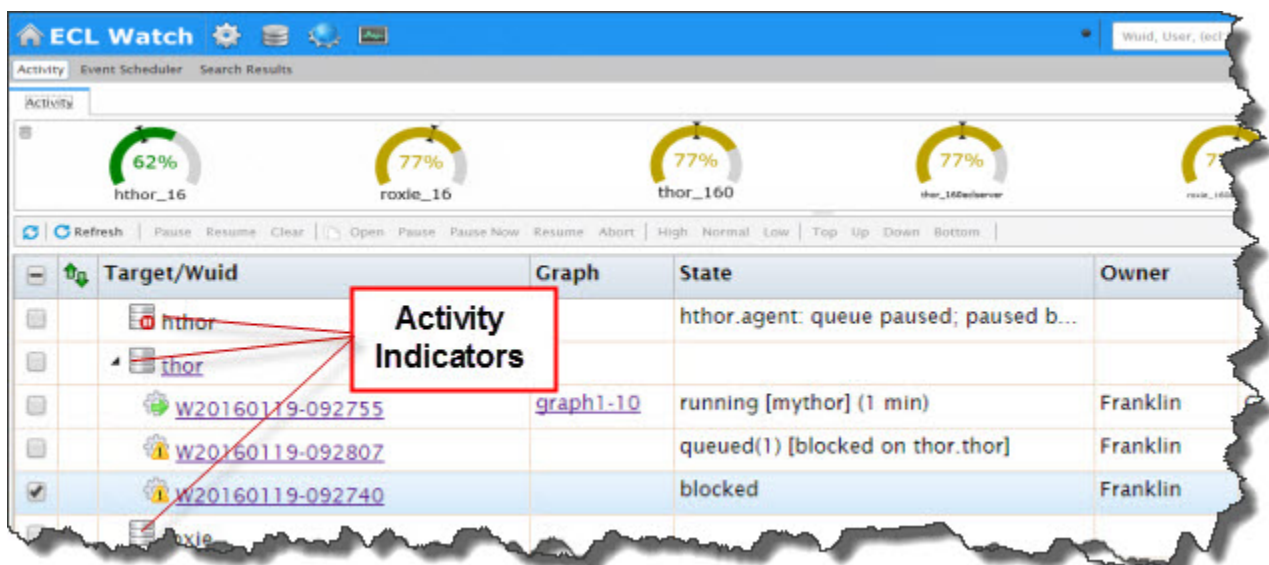 ECL Watch
Wuid, User, (ecl
Activity Event Scheduler Search Results
Activity
62% 77% 77% 77%
hthor_16 roxie_16 thor_160 thor_160eclserver
Refresh Pause Resume Clear Open Pause Pause Now Resume Abort High Normal Low Top Up Down Bottom
Target/Wuid Graph State Owner
hthor hthor.agent: queue paused; paused b...
Activity Indicators
thor
W20160119-092755 graph1-10 running [mythor] (1 min) Franklin
W20160119-092807 queued(1) [blocked on thor.thor] Franklin
W20160119-092740 blocked Franklin
roxie